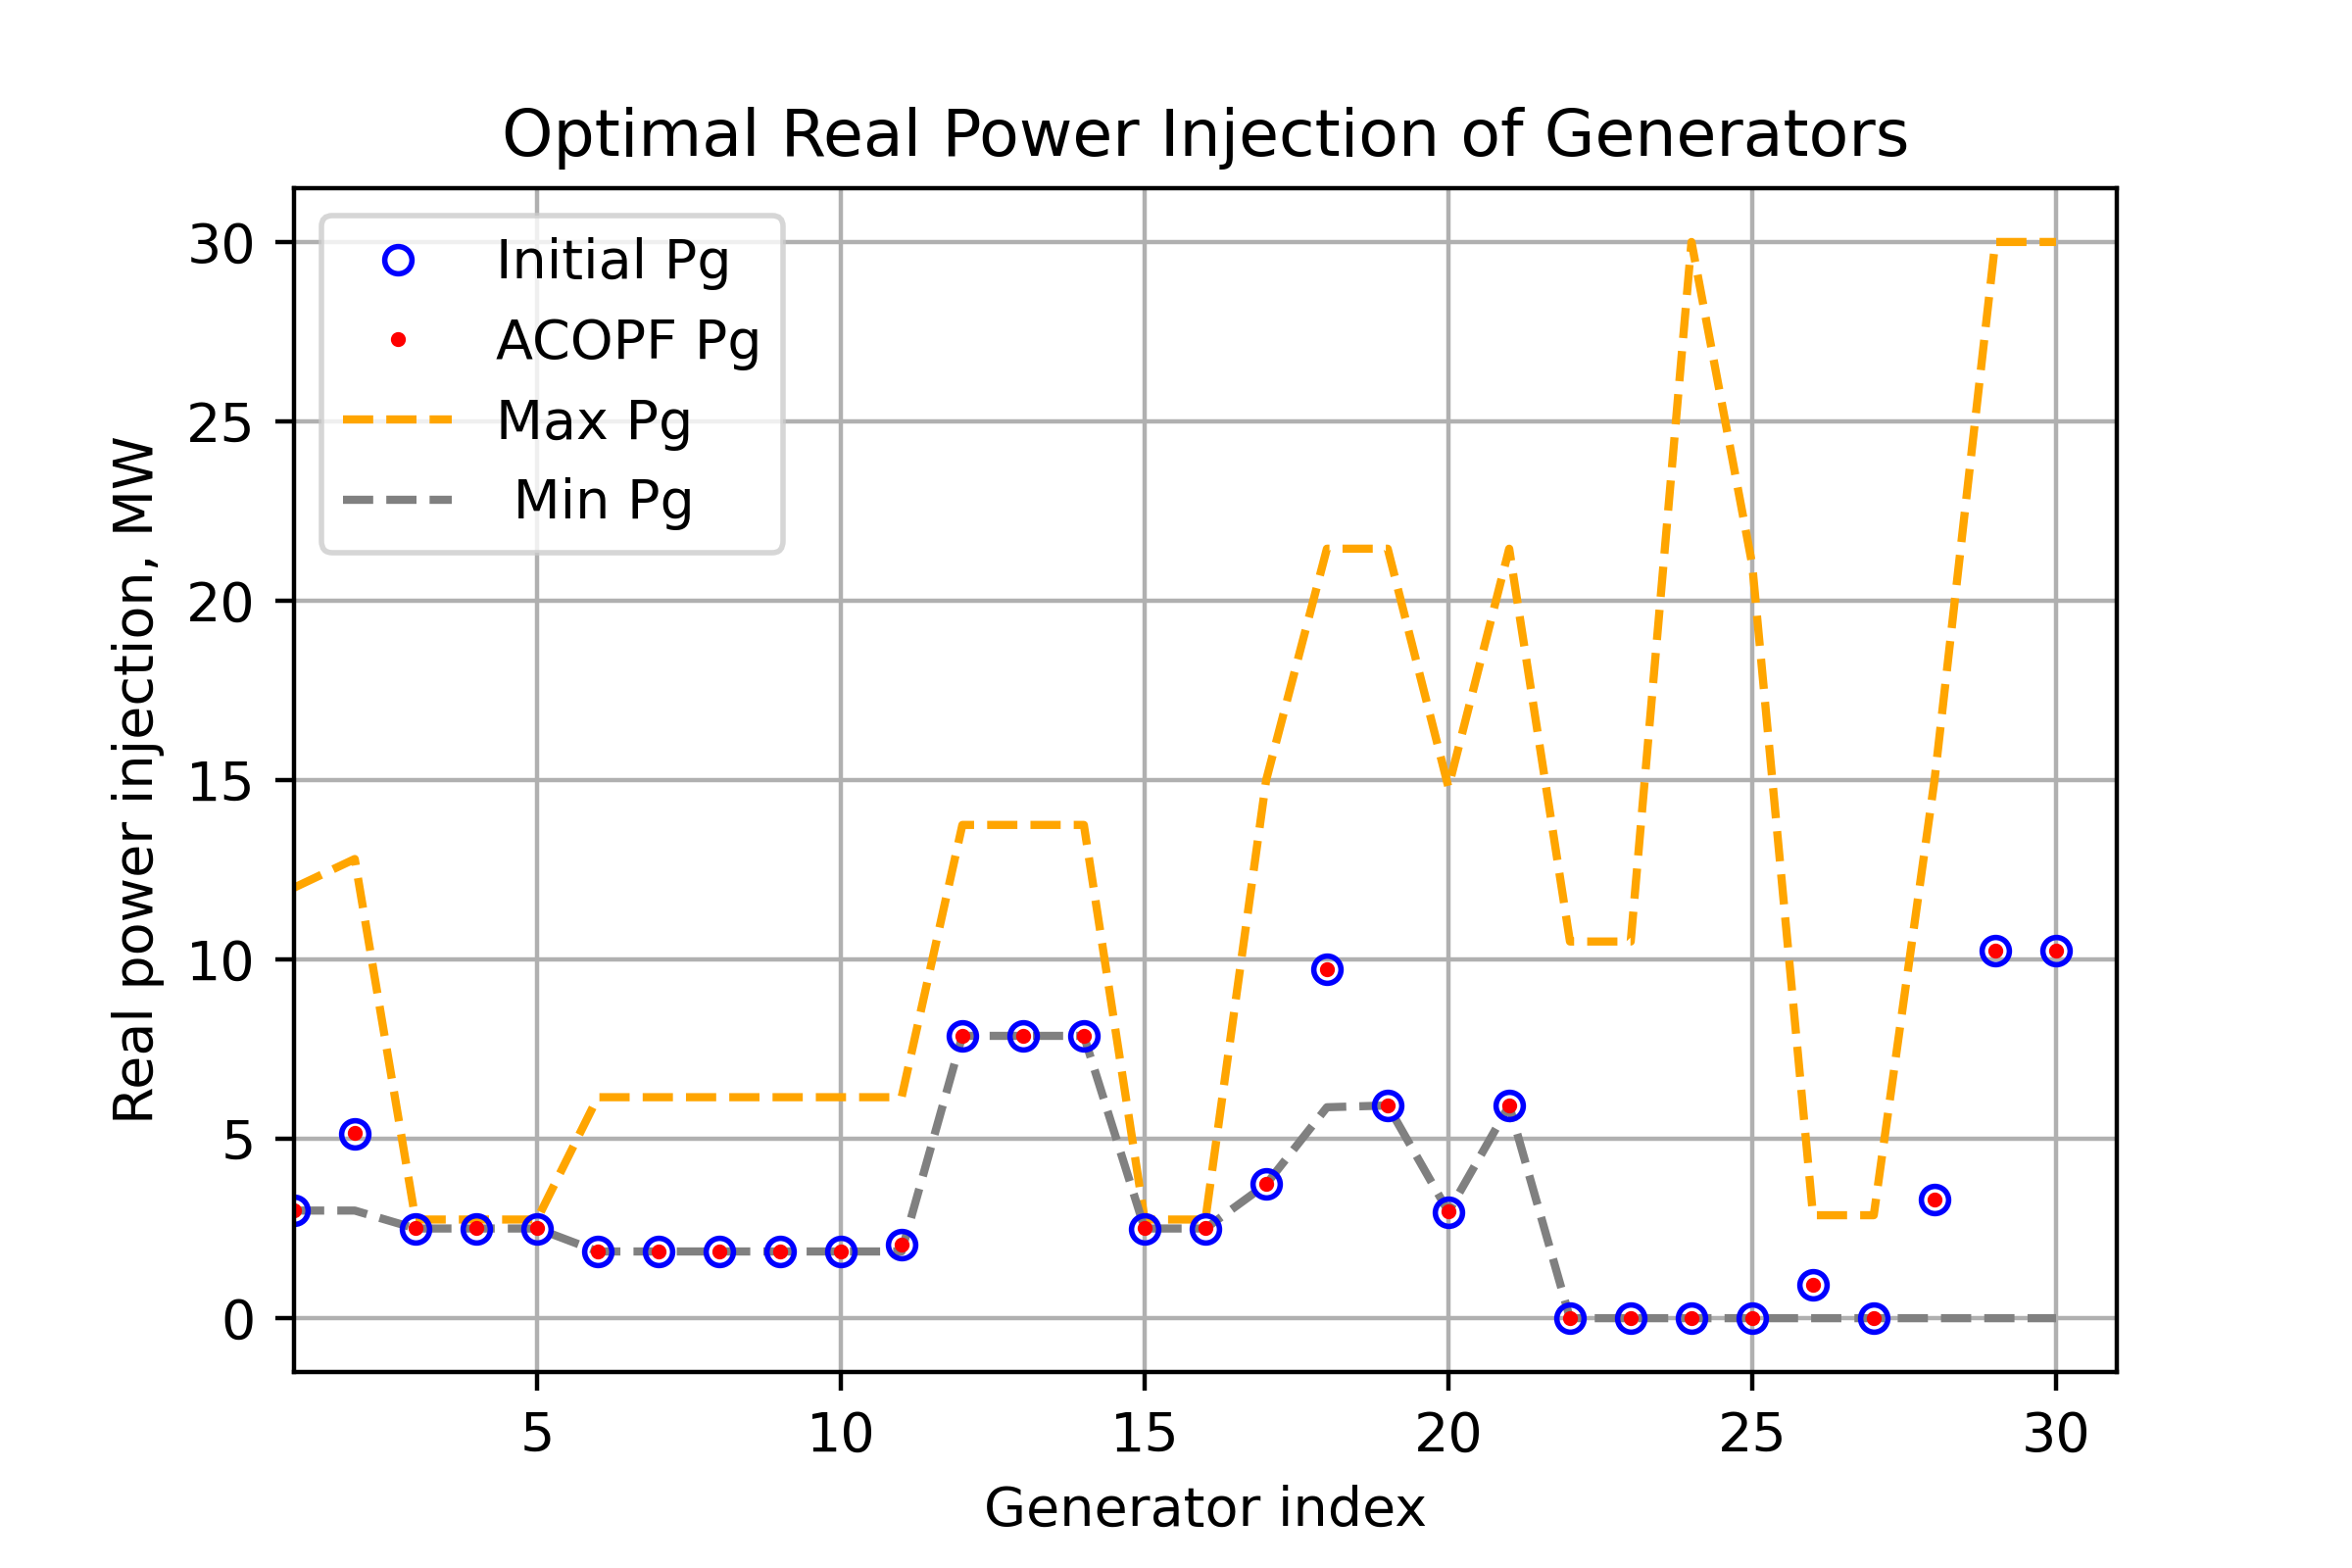 Optimal Real Power Injection of Generators
Initial Pg
ACOPF Pg
Max Pg
Min Pg
Real power injection, MW
30
25
20
15
10
5
0
5 10 15 20 25 30
Generator index